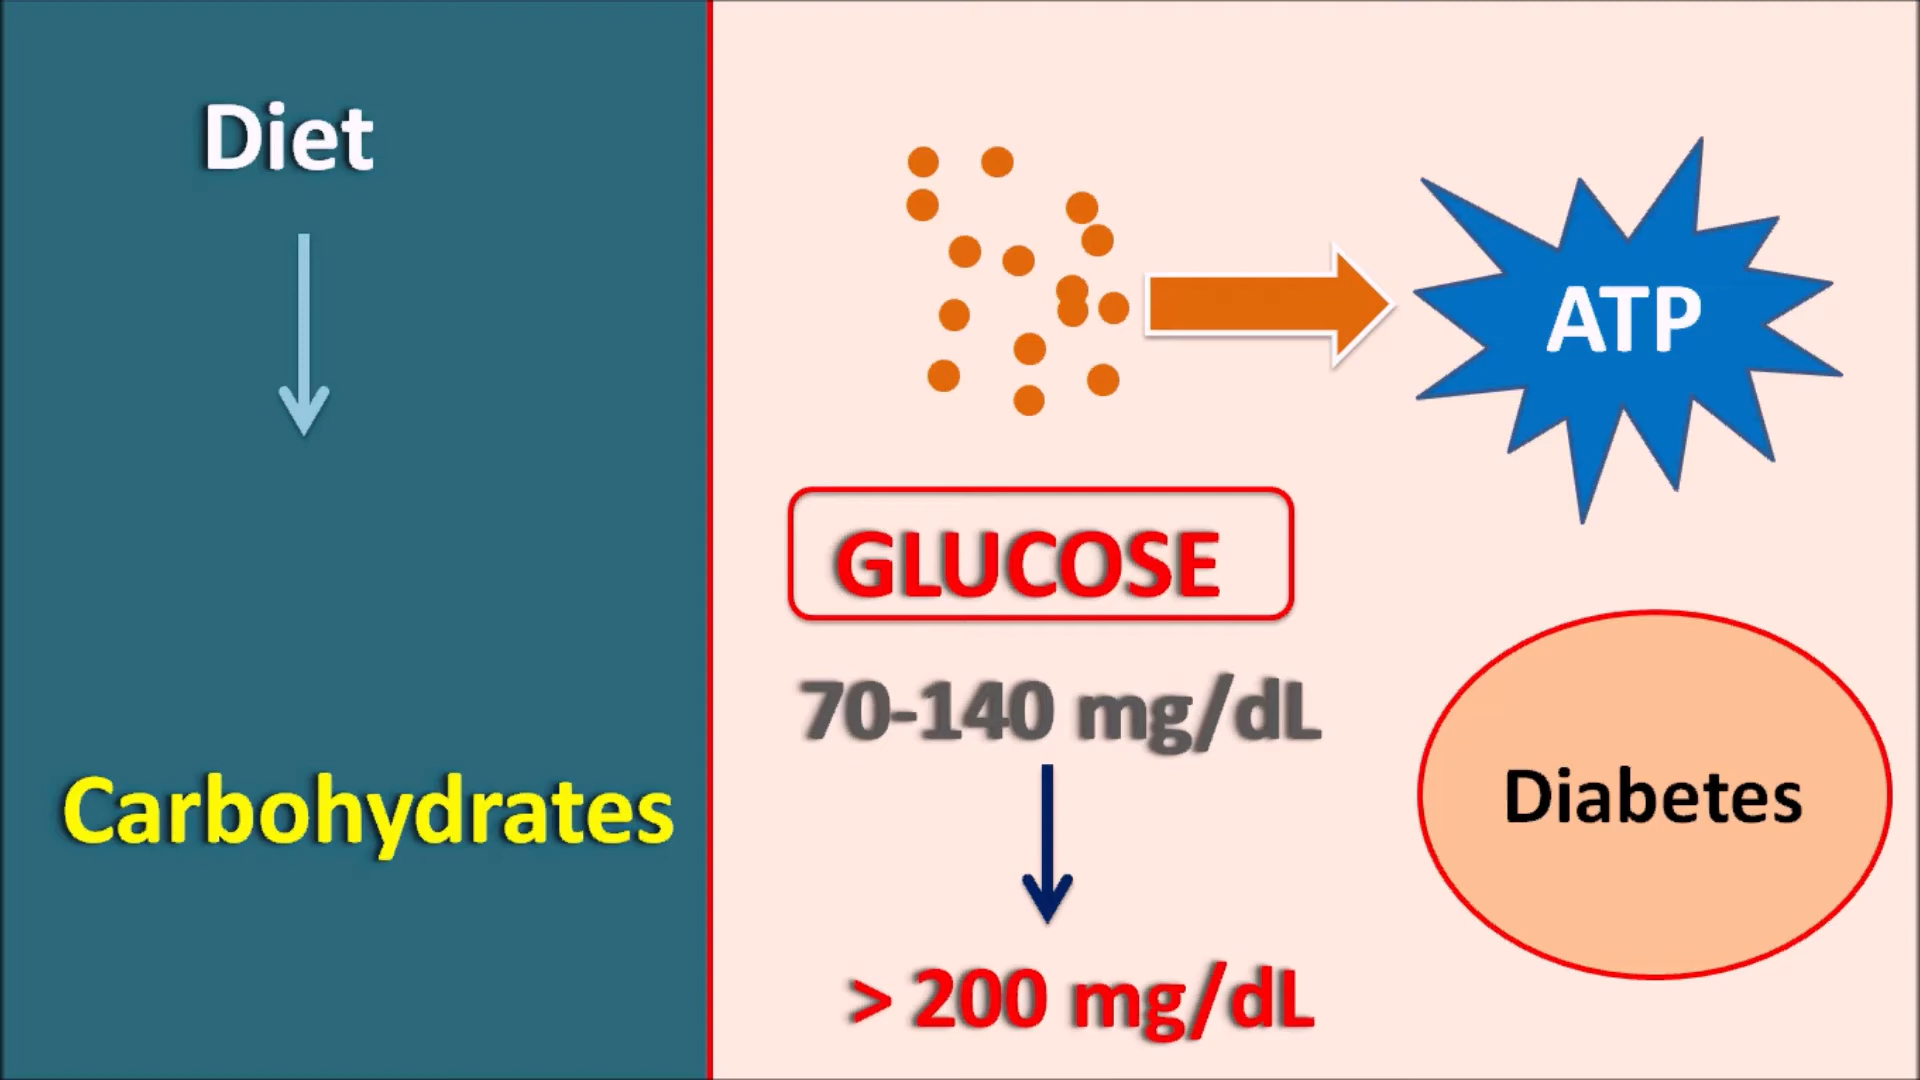 Diet
Carbohydrates
ATP
GLUCOSE
70-140 mg/dL
> 200 mg/dL
Diabetes